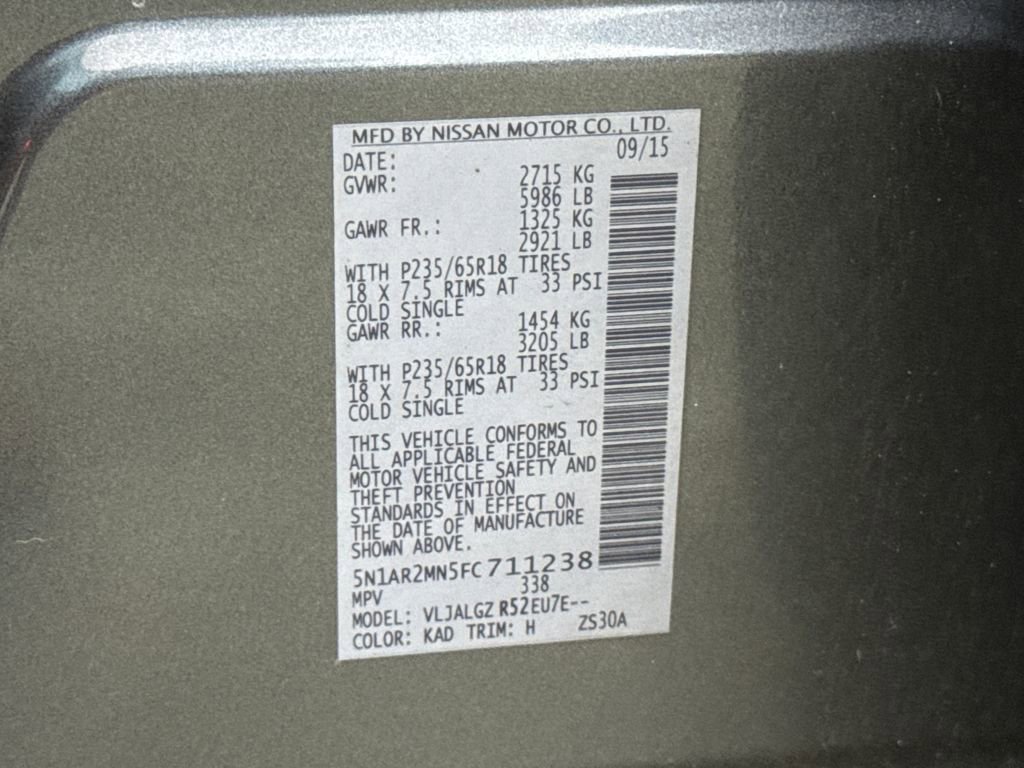 MFD BY NISSAN MOTOR CO., LTD.
DATE: 09/15
GVWR: 2715 KG
5986 LB
GAWR FR.: 1325 KG
2921 LB
WITH P235/65R18 TIRES
18 X 7.5 RIMS AT 33 PSI
COLD SINGLE
GAWR RR.: 1454 KG
3205 LB
WITH P235/65R18 TIRES
18 X 7.5 RIMS AT 33 PSI
COLD SINGLE
THIS VEHICLE CONFORMS TO
ALL APPLICABLE FEDERAL
MOTOR VEHICLE SAFETY AND
THEFT PREVENTION
STANDARDS IN EFFECT ON
THE DATE OF MANUFACTURE
SHOWN ABOVE.
5N1AR2MN5FC711238
MPV 338
MODEL: VLJALGZ R52EU7E--
COLOR: KAD TRIM: H ZS30A